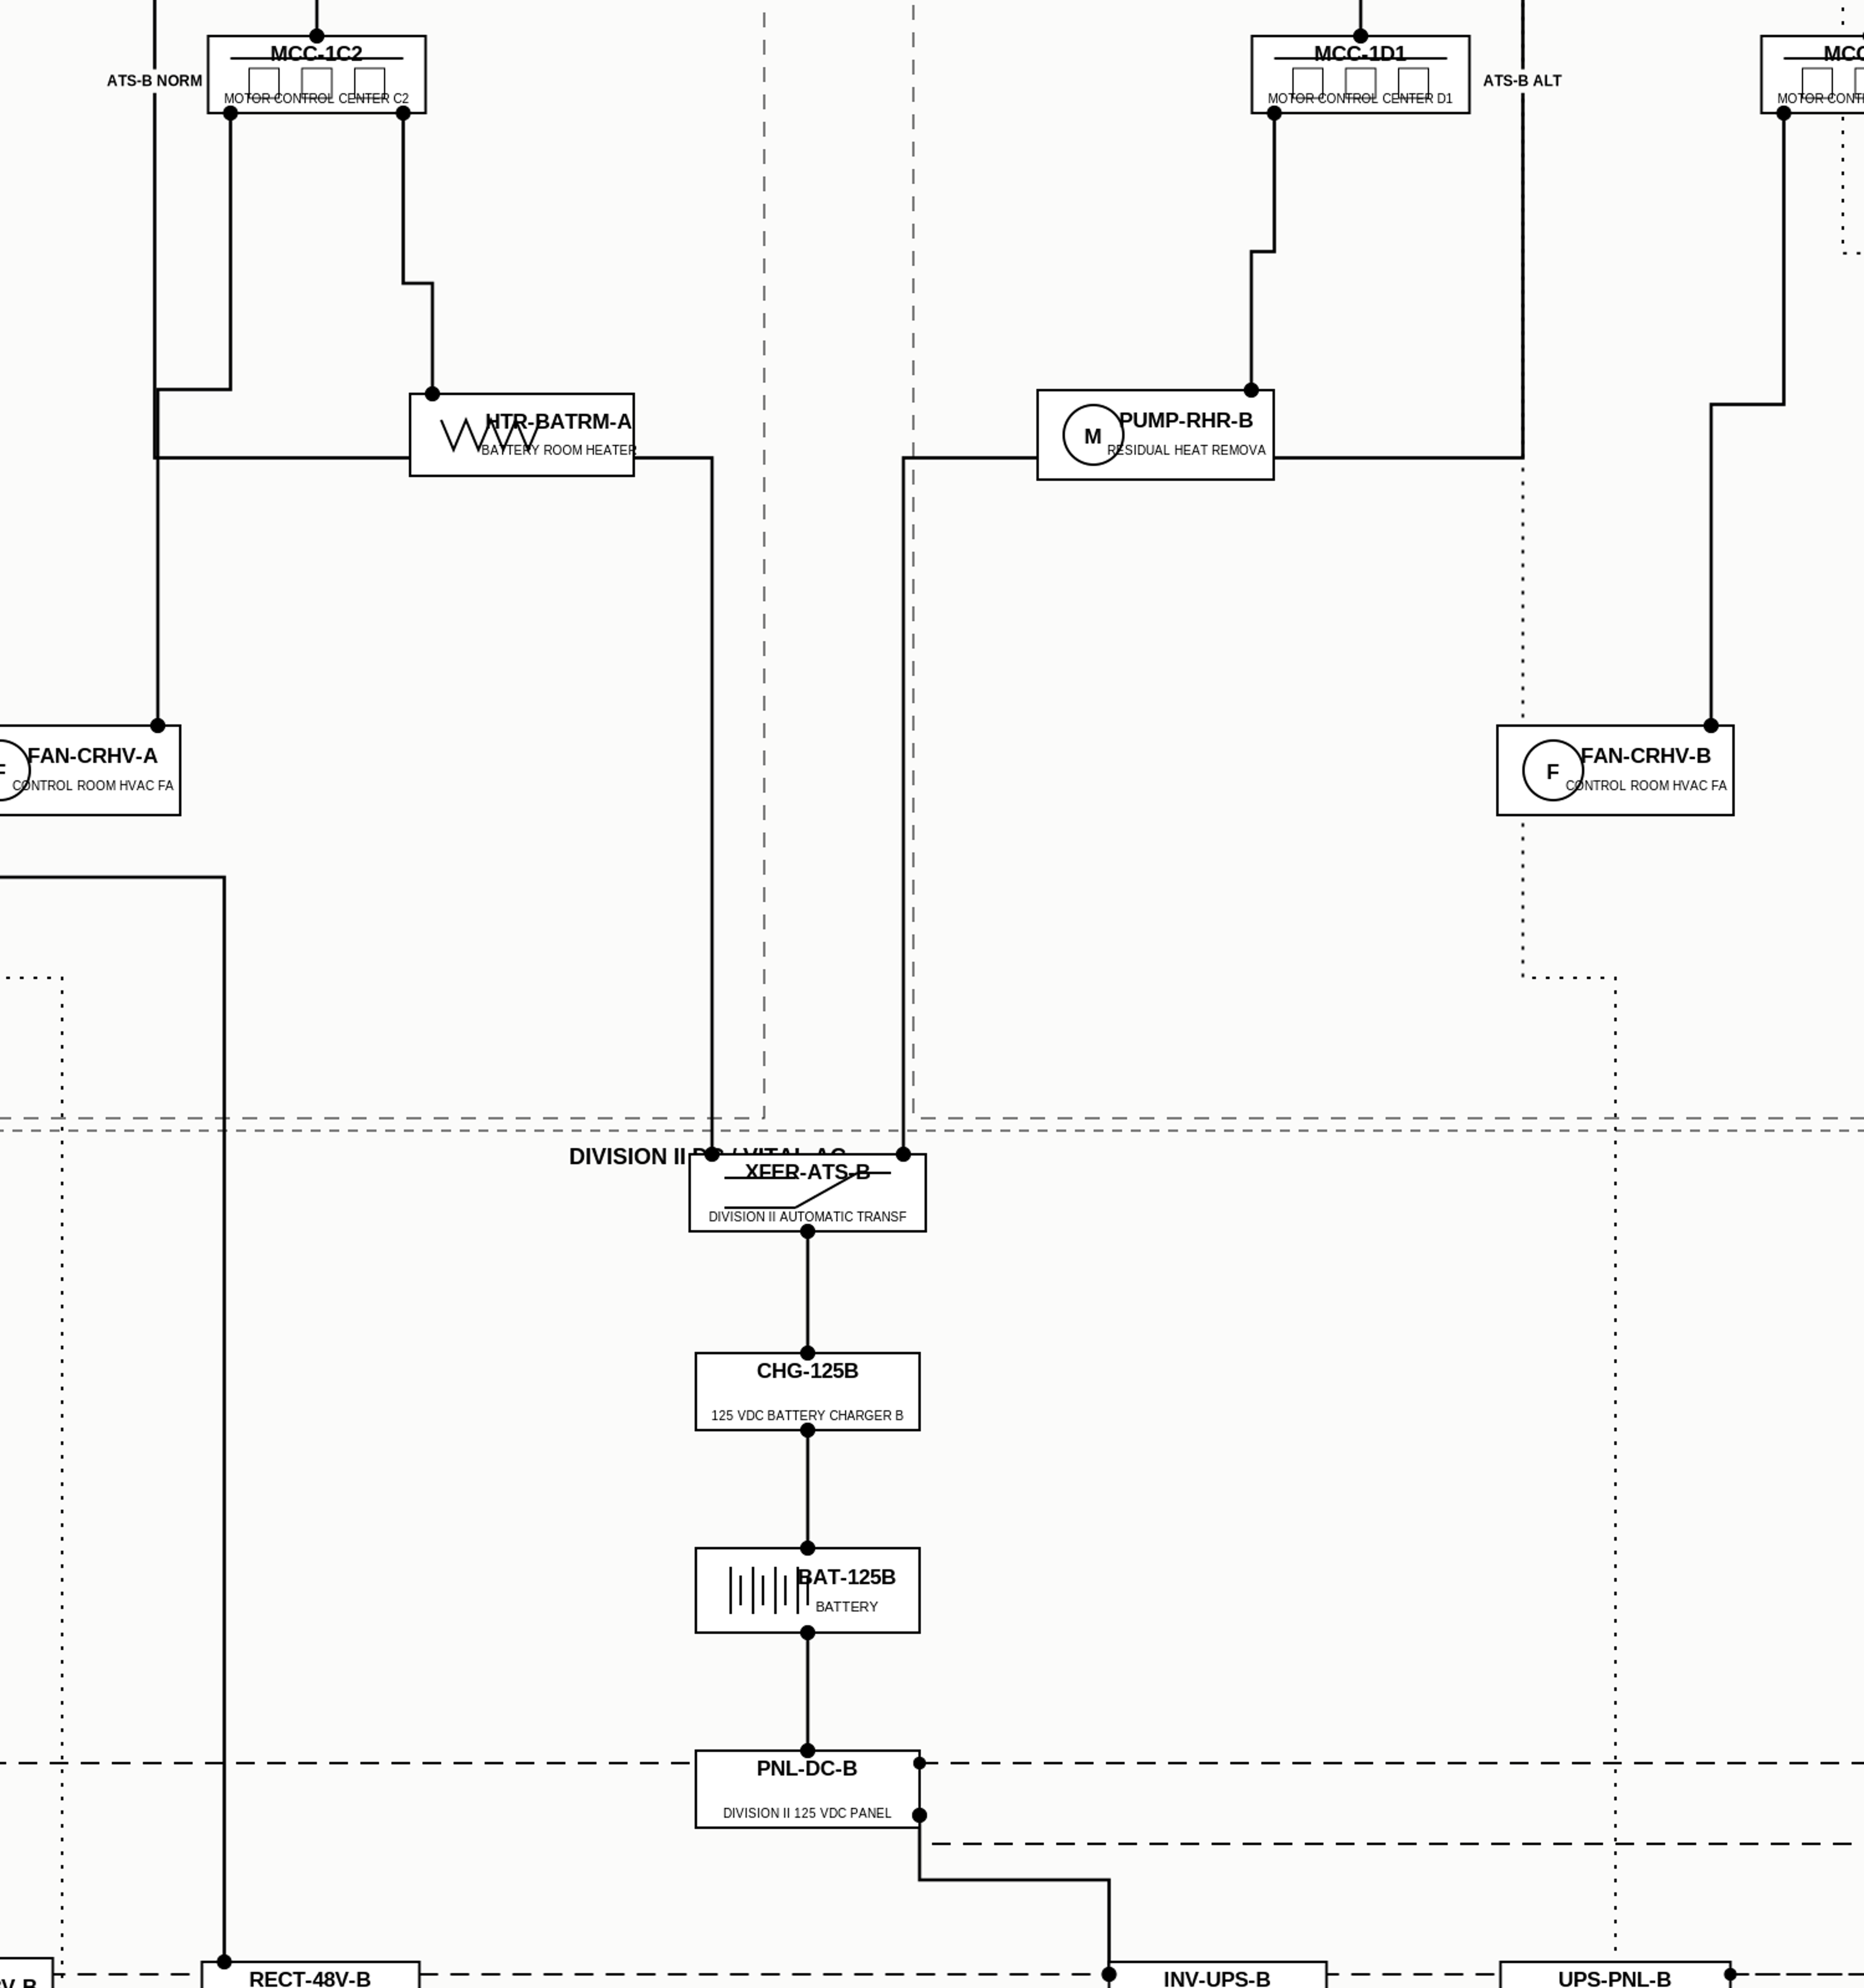 MCC-1C2
MOTOR CONTROL CENTER C2
ATS-B NORM
MCC-1D1
MOTOR CONTROL CENTER D1
ATS-B ALT
HTR-BATRM-A
BATTERY ROOM HEATER
M
PUMP-RHR-B
RESIDUAL HEAT REMOVA
FAN-CRHV-A
CONTROL ROOM HVAC FA
F
FAN-CRHV-B
CONTROL ROOM HVAC FA
DIVISION II DC / VITAL AC
XFER-ATS-B
DIVISION II AUTOMATIC TRANSF
CHG-125B
125 VDC BATTERY CHARGER B
BAT-125B
BATTERY
PNL-DC-B
DIVISION II 125 VDC PANEL
RECT-48V-B
INV-UPS-B
UPS-PNL-B